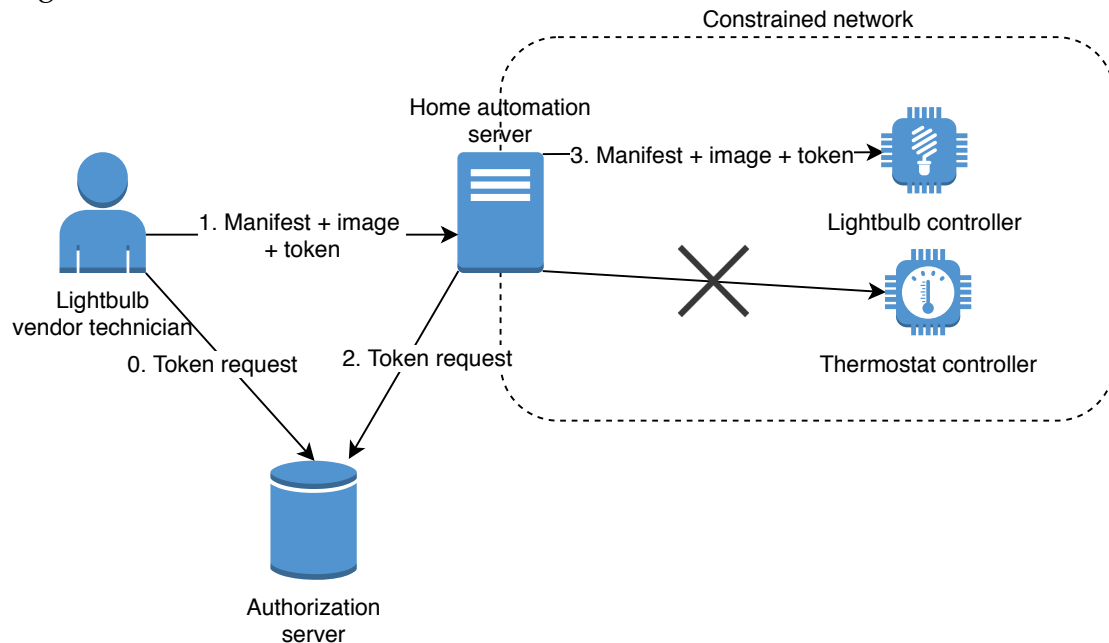 Constrained network
Home automation
server
3. Manifest + image + token
1. Manifest + image
+ token
Lightbulb controller
Lightbulb
vendor technician
0. Token request
2. Token request
Thermostat controller
Authorization
server